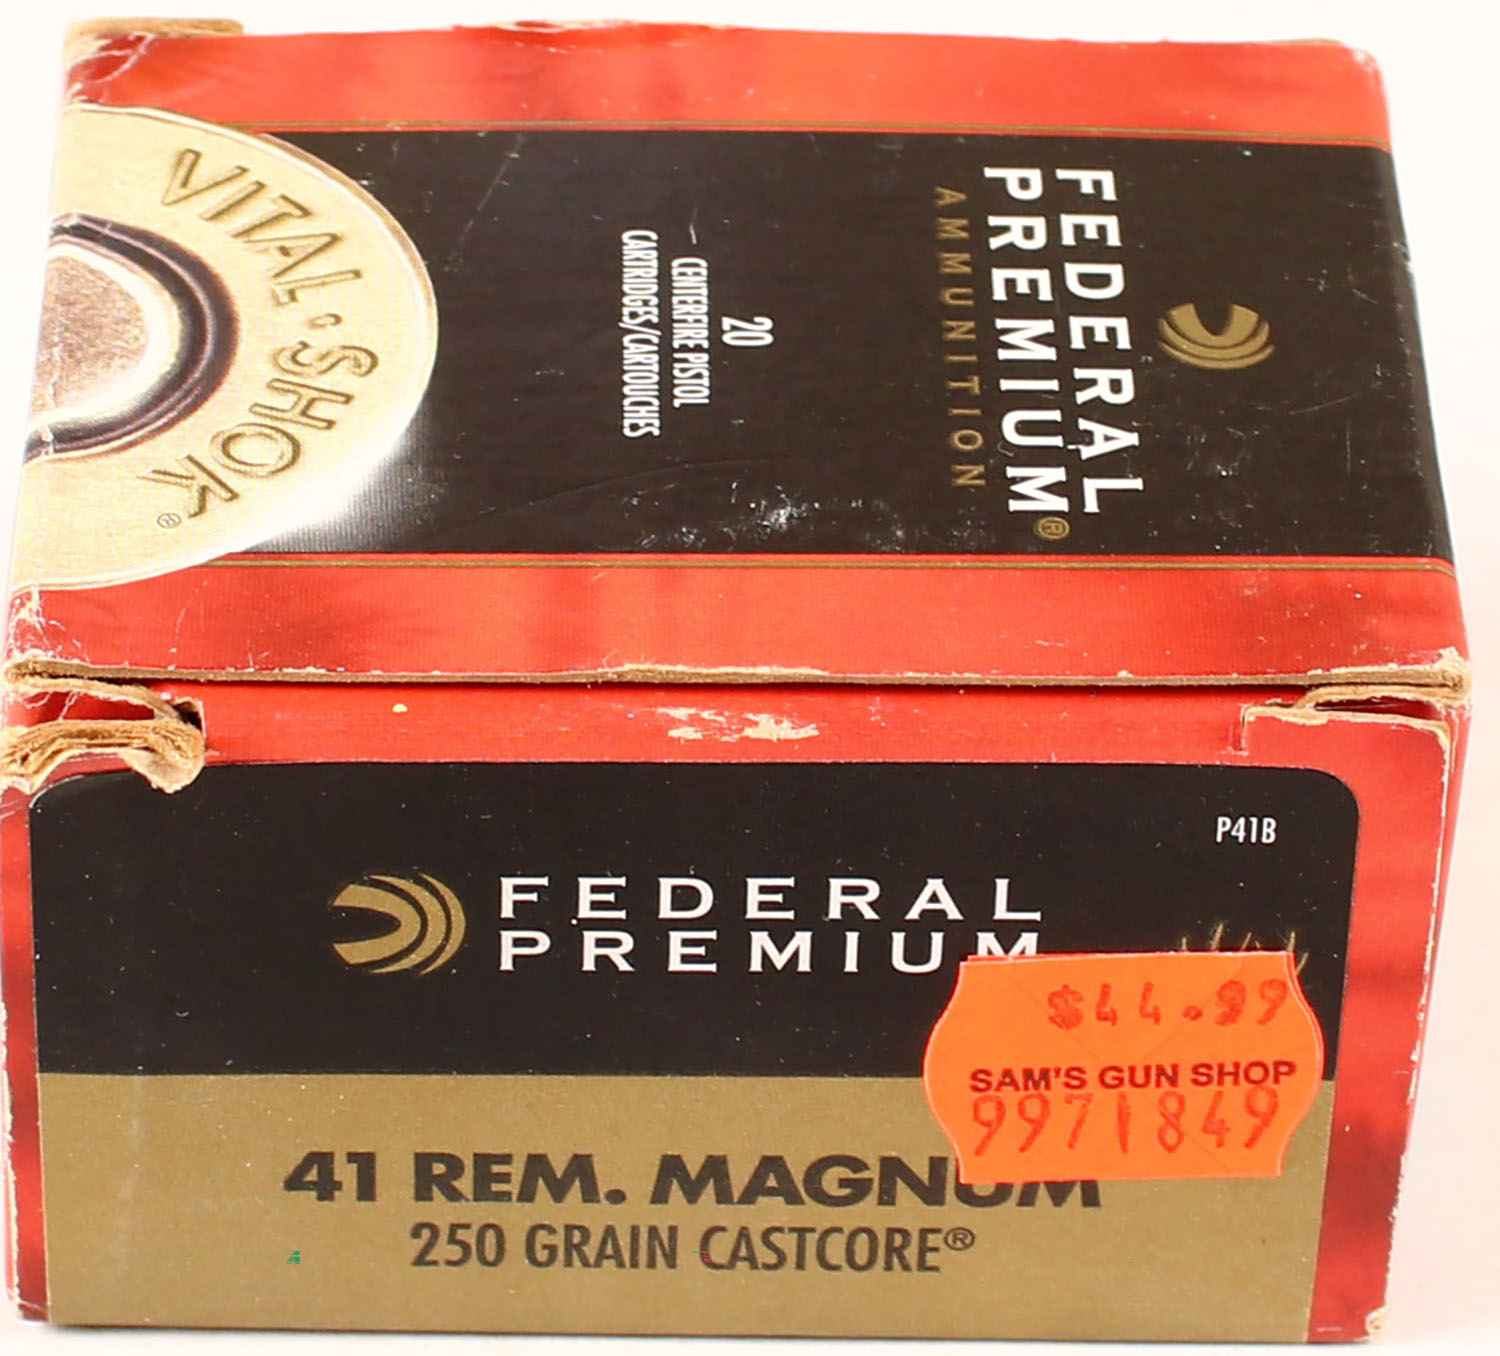 VITAL·SHOK®
20
CENTERFIRE PISTOL
CARTRIDGES/CARTOUCHES
FEDERAL
PREMIUM®
AMMUNITION
P41B
FEDERAL
PREMIUM
$44.99
SAM'S GUN SHOP
9971849
41 REM. MAGNUM
250 GRAIN CASTCORE®